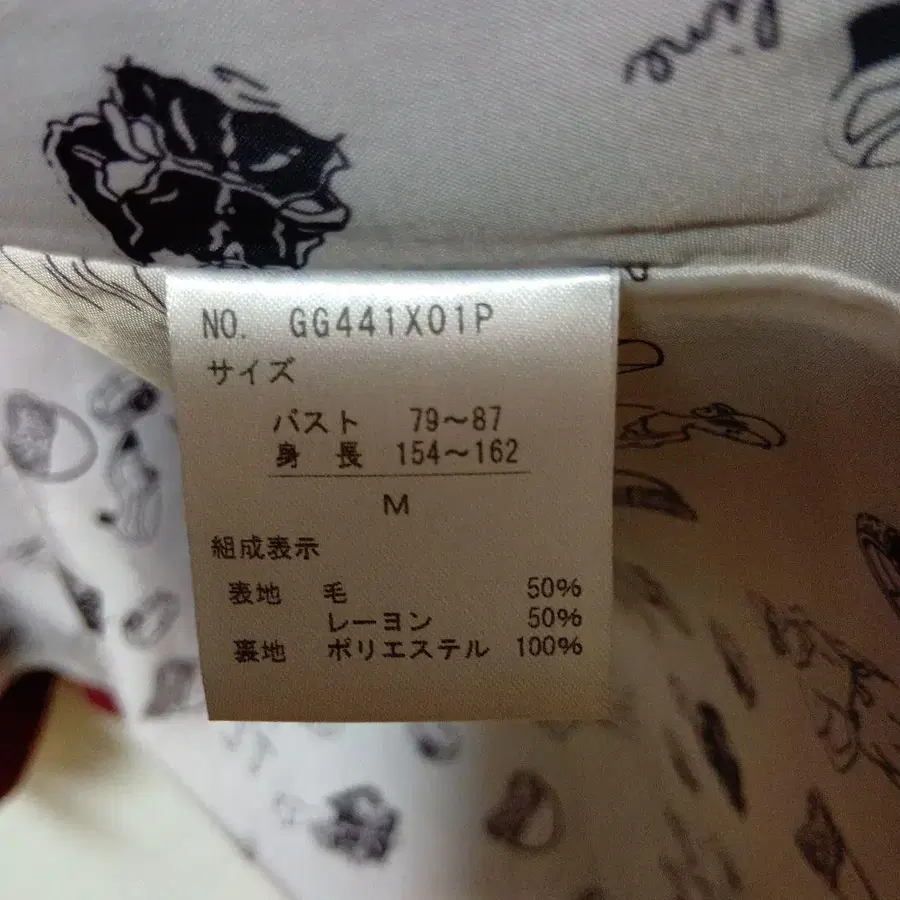 line
NO. GG441X01P
サイズ
バスト 79〜87
身長 154〜162
M
組成表示
表地 毛 50%
レーヨン 50%
裏地 ポリエステル 100%